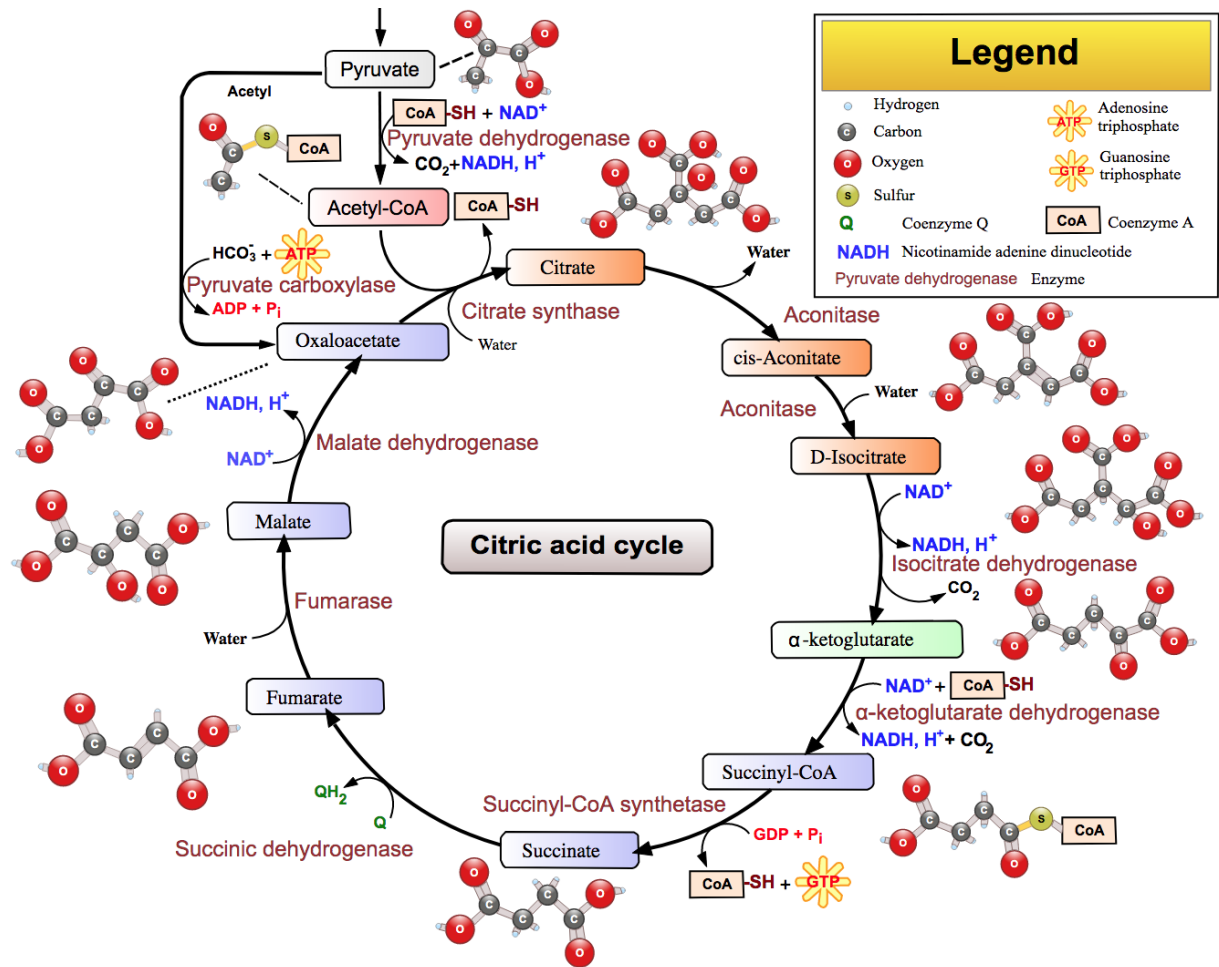 Legend
Hydrogen
Carbon
Oxygen
Sulfur
Q Coenzyme Q
NADH Nicotinamide adenine dinucleotide
Pyruvate dehydrogenase Enzyme
ATP Adenosine
triphosphate
GTP Guanosine
triphosphate
CoA Coenzyme A
Pyruvate
Acetyl
CoA-SH + NAD+
Pyruvate dehydrogenase
CO2+NADH, H+
S CoA
Acetyl-CoA
CoA-SH
HCO3- + ATP
Pyruvate carboxylase
ADP + Pi
Citrate
Water
Citrate synthase
Water
Oxaloacetate
Aconitase
cis-Aconitate
Water
Aconitase
D-Isocitrate
NAD+
NADH, H+
Isocitrate dehydrogenase
CO2
α-ketoglutarate
NAD+ + CoA-SH
α-ketoglutarate dehydrogenase
NADH, H+ + CO2
Succinyl-CoA
S CoA
Succinyl-CoA synthetase
GDP + Pi
CoA-SH + GTP
Succinate
QH2
Q
Succinic dehydrogenase
Fumarate
Water
Fumarase
Malate
NAD+
NADH, H+
Malate dehydrogenase
Citric acid cycle